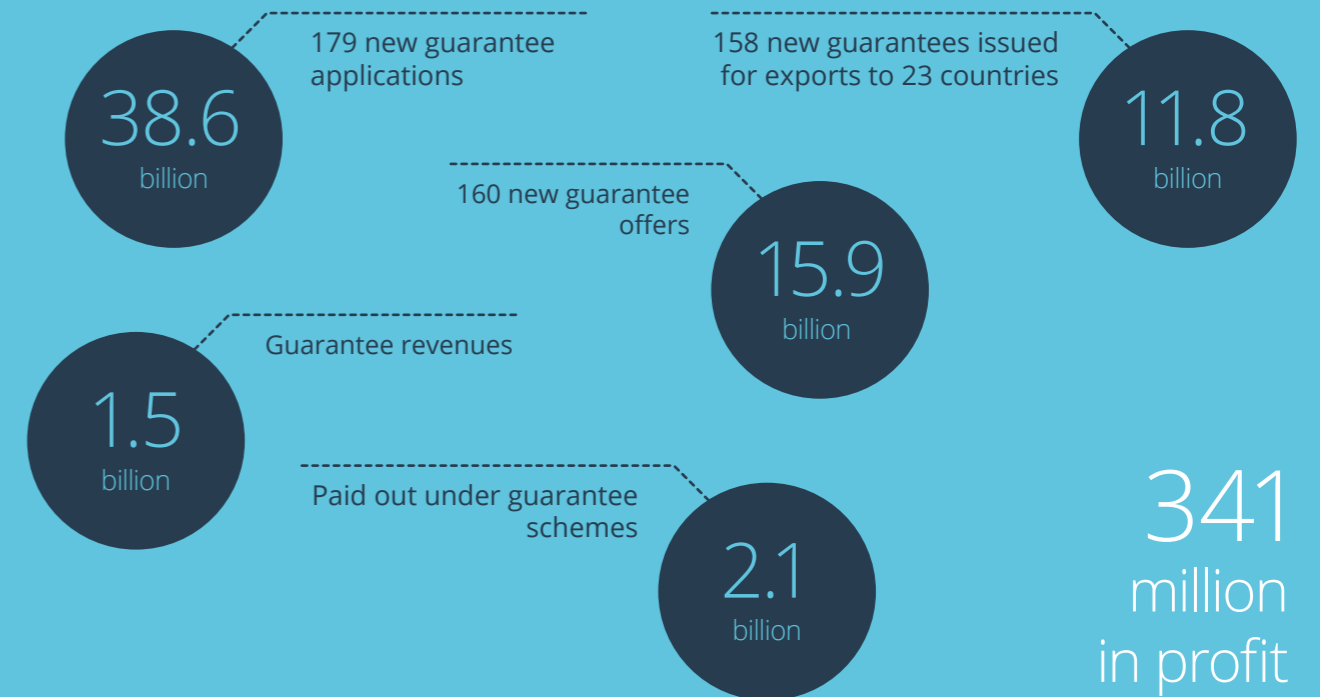 179 new guarantee
applications
38.6
billion
158 new guarantees issued
for exports to 23 countries
11.8
billion
160 new guarantee
offers
15.9
billion
Guarantee revenues
1.5
billion
Paid out under guarantee
schemes
2.1
billion
341
million
in profit